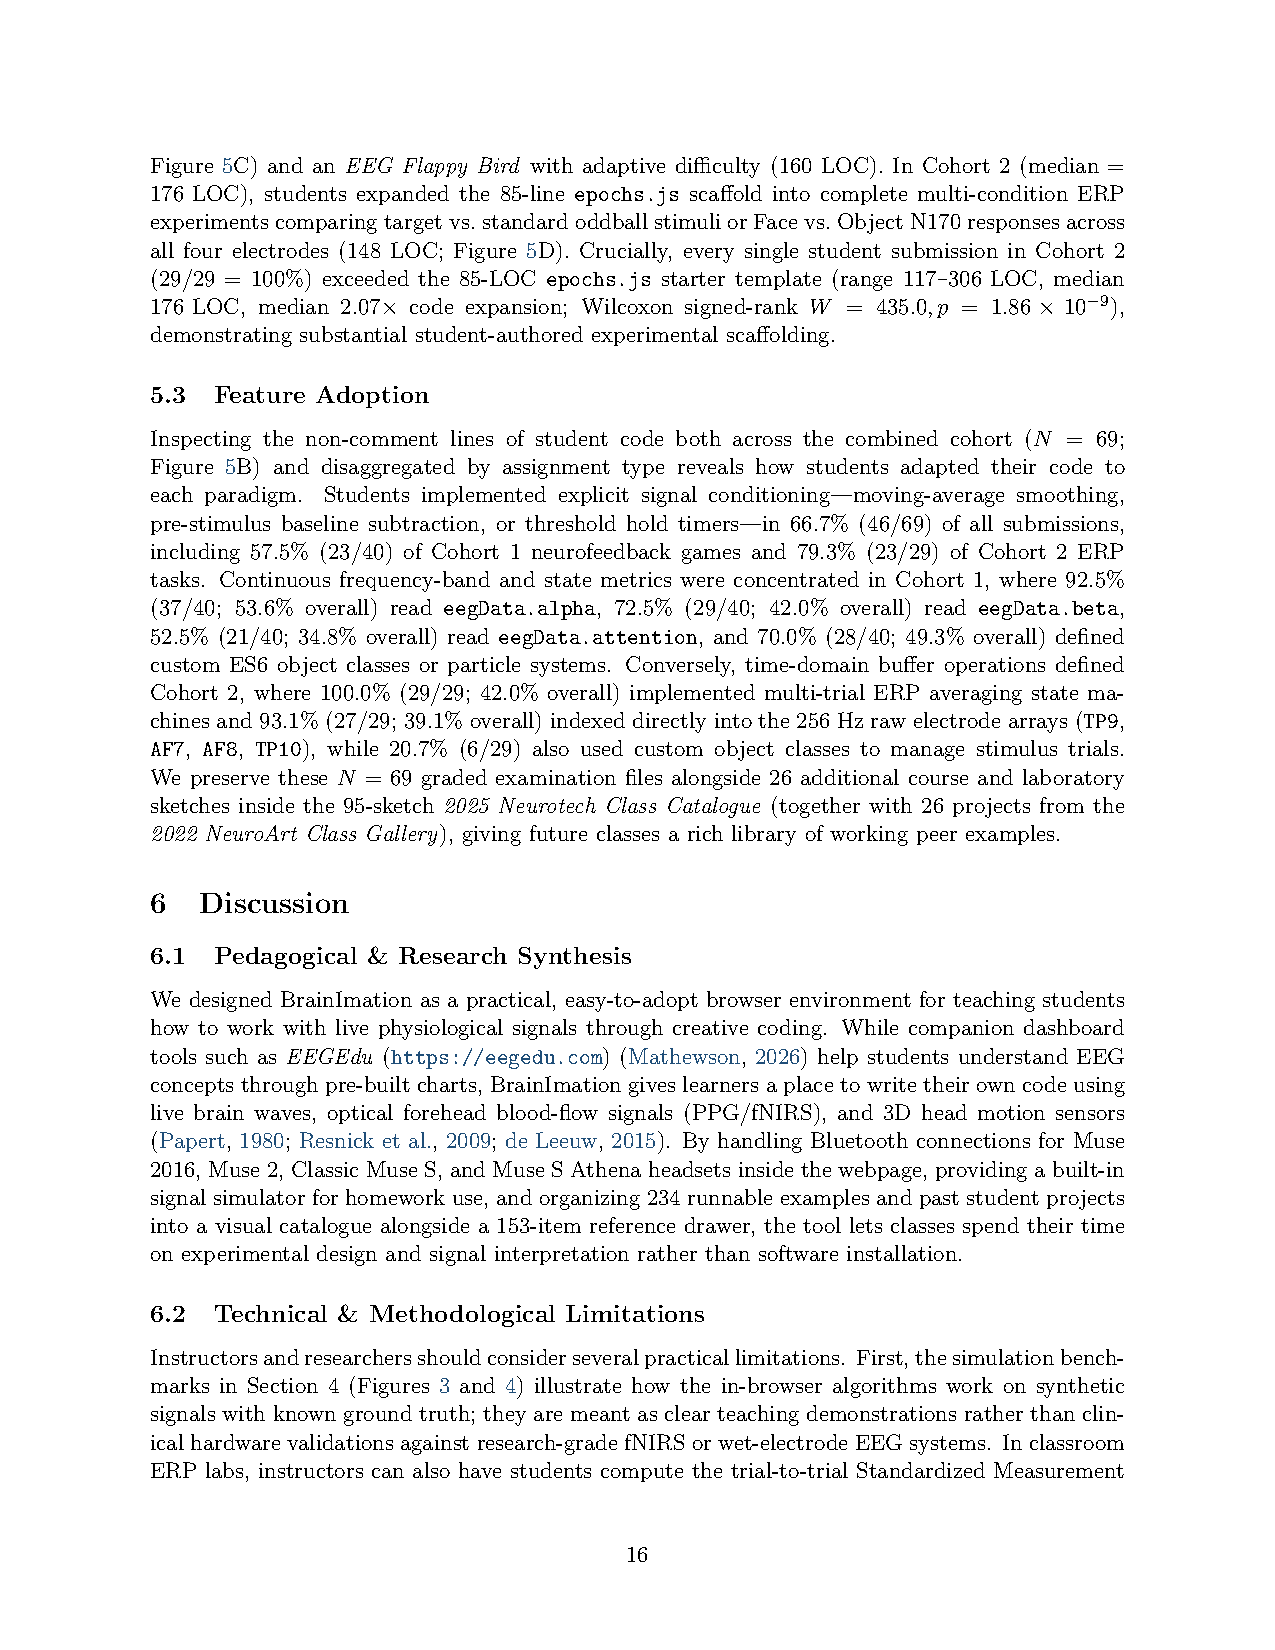 Figure 5C) and an EEG Flappy Bird with adaptive difficulty (160 LOC). In Cohort 2 (median =
176 LOC), students expanded the 85-line epochs.js scaffold into complete multi-condition ERP
experiments comparing target vs. standard oddball stimuli or Face vs. Object N170 responses across
all four electrodes (148 LOC; Figure 5D). Crucially, every single student submission in Cohort 2
(29/29 = 100%) exceeded the 85-LOC epochs.js starter template (range 117–306 LOC, median
176 LOC, median 2.07× code expansion; Wilcoxon signed-rank W = 435.0, p = 1.86 × 10⁻⁹),
demonstrating substantial student-authored experimental scaffolding.
5.3 Feature Adoption
Inspecting the non-comment lines of student code both across the combined cohort (N = 69;
Figure 5B) and disaggregated by assignment type reveals how students adapted their code to
each paradigm. Students implemented explicit signal conditioning—moving-average smoothing,
pre-stimulus baseline subtraction, or threshold hold timers—in 66.7% (46/69) of all submissions,
including 57.5% (23/40) of Cohort 1 neurofeedback games and 79.3% (23/29) of Cohort 2 ERP
tasks. Continuous frequency-band and state metrics were concentrated in Cohort 1, where 92.5%
(37/40; 53.6% overall) read eegData.alpha, 72.5% (29/40; 42.0% overall) read eegData.beta,
52.5% (21/40; 34.8% overall) read eegData.attention, and 70.0% (28/40; 49.3% overall) defined
custom ES6 object classes or particle systems. Conversely, time-domain buffer operations defined
Cohort 2, where 100.0% (29/29; 42.0% overall) implemented multi-trial ERP averaging state ma-
chines and 93.1% (27/29; 39.1% overall) indexed directly into the 256 Hz raw electrode arrays (TP9,
AF7, AF8, TP10), while 20.7% (6/29) also used custom object classes to manage stimulus trials.
We preserve these N = 69 graded examination files alongside 26 additional course and laboratory
sketches inside the 95-sketch 2025 Neurotech Class Catalogue (together with 26 projects from the
2022 NeuroArt Class Gallery), giving future classes a rich library of working peer examples.
6 Discussion
6.1 Pedagogical & Research Synthesis
We designed BrainImation as a practical, easy-to-adopt browser environment for teaching students
how to work with live physiological signals through creative coding. While companion dashboard
tools such as EEGEdu (https://eegedu.com) (Mathewson, 2026) help students understand EEG
concepts through pre-built charts, BrainImation gives learners a place to write their own code using
live brain waves, optical forehead blood-flow signals (PPG/fNIRS), and 3D head motion sensors
(Papert, 1980; Resnick et al., 2009; de Leeuw, 2015). By handling Bluetooth connections for Muse
2016, Muse 2, Classic Muse S, and Muse S Athena headsets inside the webpage, providing a built-in
signal simulator for homework use, and organizing 234 runnable examples and past student projects
into a visual catalogue alongside a 153-item reference drawer, the tool lets classes spend their time
on experimental design and signal interpretation rather than software installation.
6.2 Technical & Methodological Limitations
Instructors and researchers should consider several practical limitations. First, the simulation bench-
marks in Section 4 (Figures 3 and 4) illustrate how the in-browser algorithms work on synthetic
signals with known ground truth; they are meant as clear teaching demonstrations rather than clin-
ical hardware validations against research-grade fNIRS or wet-electrode EEG systems. In classroom
ERP labs, instructors can also have students compute the trial-to-trial Standardized Measurement
16